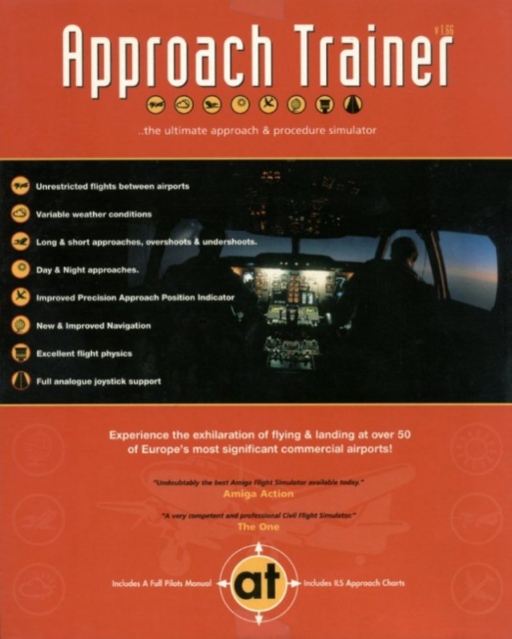 Approach Trainer
v 1.66
..the ultimate approach & procedure simulator
Unrestricted flights between airports
Variable weather conditions
Long & short approaches, overshoots & undershoots.
Day & Night approaches.
Improved Precision Approach Position Indicator
New & Improved Navigation
Excellent flight physics
Full analogue joystick support
Experience the exhilaration of flying & landing at over 50
of Europe's most significant commercial airports!
"Undoubtably the best Amiga Flight Simulator available today."
Amiga Action
"A very competent and professional Civil Flight Simulator."
The One
Includes A Full Pilots Manual
at
Includes ILS Approach Charts